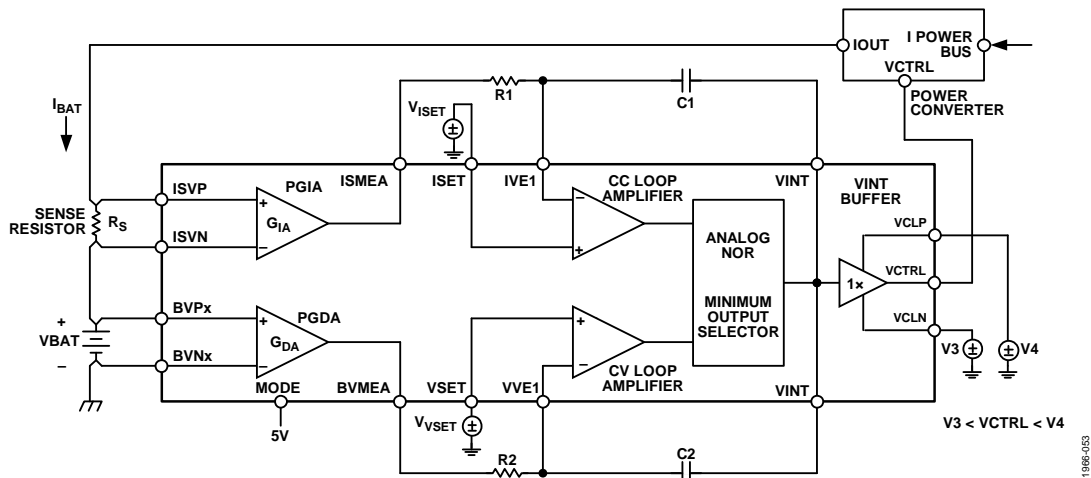 IOUT
I POWER
BUS
VCTRL
POWER
CONVERTER
R1
C1
IBAT
VISET
ISMEA
ISET
IVE1
VINT
VINT
BUFFER
ISVP
PGIA
CC LOOP
AMPLIFIER
VCLP
SENSE
RESISTOR
RS
+
GIA
−
−
+
ISVN
ANALOG
NOR
MINIMUM
OUTPUT
SELECTOR
1×
VCTRL
VCLN
BVPx
PGDA
+
VBAT
−
+
GDA
−
+
−
BVNx
CV LOOP
AMPLIFIER
V3
V4
MODE
BVMEA
VSET
VVE1
VINT
5V
VVSET
V3 < VCTRL < V4
R2
C2
1966-053